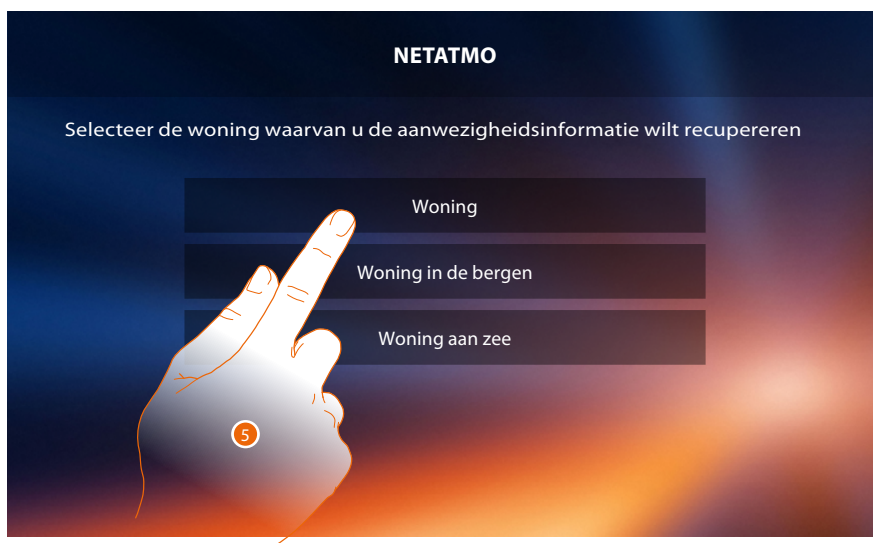 NETATMO
Selecteer de woning waarvan u de aanwezigheidsinformatie wilt recupereren
Woning
Woning in de bergen
Woning aan zee
5